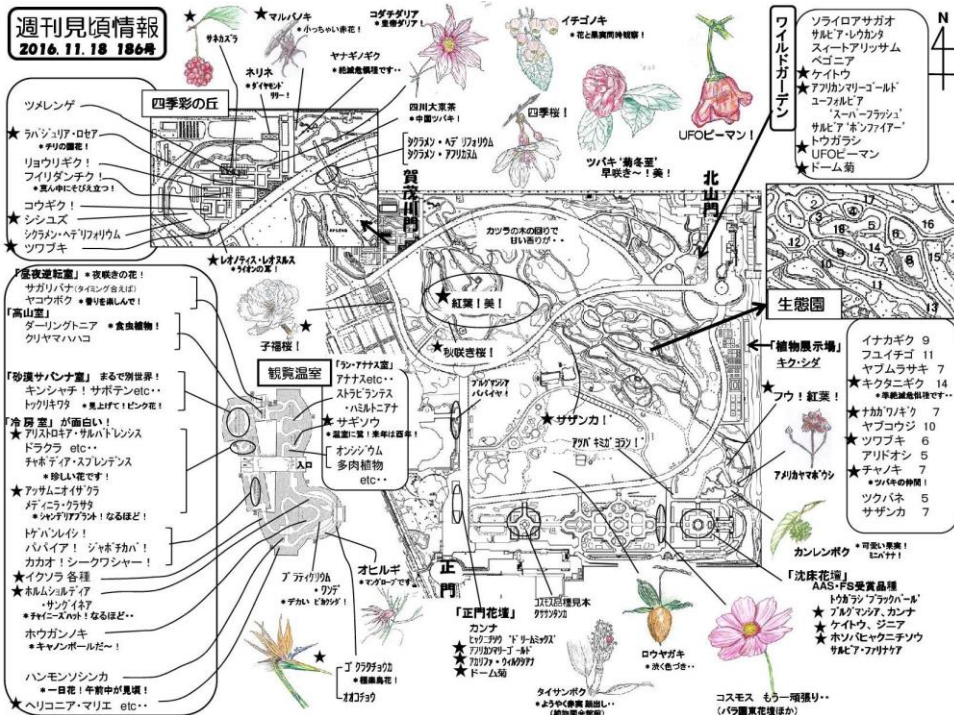 週刊見頃情報
2016.11.18 186号
サネカズラ
★マルバノキ
＊小っちゃい赤花！
ネリネ
＊ダイヤモンドリリー！
ヤナギノギク
＊絶滅危惧種です・・
コダチダリア
＊皇帝ダリア！
イチゴノキ
＊花と果実同時観察！
四川大東茶
＊中国ツバキ！
四季桜！
ツバキ「菊冬至」
早咲き～！美！
UFOピーマン！
ワイルドガーデン
ソライロアサガオ
サルビア・レウカンタ
スィートアリッサム
ベゴニア
★ケイトウ
★アフリカンマリーゴールド
ユーフォルビア
"スーパーフラッシュ"
サルビア"ボンファイアー"
★トウガラシ
★UFOピーマン
★ドーム菊
N
4
四季彩の丘
ツメレンゲ
★ラパジュリア・ロセア
＊チリの国花！
リョウリギク！
フイリダンチク！
＊真ん中にそびえ立つ！
コウギク！
★シシユズ
シクラメン・ヘデリフォリウム
★ツワブキ
シクラメン・ヘデリフォリウム
シクラメン・アフリカヌム
賀茂川門
北山門
カツラの木の回りで
甘い香りが・・
★レオノティス・レオヌルス
＊ライオンの耳！
★紅葉！美！
★秋咲き桜！
子福桜！
生態園
「昼夜逆転室」＊夜咲きの花！
サガリバナ(タイミング合えば)
ヤコウボク ＊香りを楽しんで！
「高山室」
ダーリングトニア ＊食虫植物！
クリヤマハハコ
「砂漠サバンナ室」 まるで別世界！
キンシャチ！サボテンetc・・
トックリキワタ ＊見上げて！ピンク花！
「冷房室」が面白い！
★アリストロキア・サルバドレンシス
ドラクラ etc・・
チャボディア・スプレンデンス
＊珍しい花です！
★アッサムニオイザクラ
メディニラ・クラサタ
＊シャンデリアプラント！なるほど！
トゲバンレイシ！
パパイア！ジャボチカバ！
カカオ！シークワシャー！
★イクソラ 各種
★ホルムショルディア
・サングイネア
＊チャイニーズハット！なるほど・・
ホウガンノキ
＊キャノンボールだ～！
ハンモンソシンカ
＊一日花！午前中が見頃！
★ヘリコニア・マリエ etc・・
観覧温室
「ラン・アナナス室」
アナナスetc・・
ストラビランテス
・ハミルトニアナ
★サギソウ
＊温室に鷺！来年は酉年！
オンシジウム
多肉植物
etc・・
入口
ブルグマンシア
パパイヤ！
★サザンカ！
アツバキミガヨラン！
「植物展示場」
キク・シダ
★フウ！紅葉！
アメリカヤマボウシ
イナカギク 9
フユイチゴ 11
ヤブムラサキ 7
★キクタニギク 14
＊準絶滅危惧種です・・
★ナカガワノギク 7
ヤブコウジ 10
★ツワブキ 6
アリドオシ 5
★チャノキ 7
＊ツバキの仲間！
ツクバネ 5
サザンカ 7
カンレンボク ＊可愛い果実！
ミニバナナ！
プラティケリウム
・ワンデ
＊デカいビカクシダ！
オヒルギ
＊マングローブです
ゴクラクチョウカ
＊極楽鳥花！
オオゴチョウ
正門
「正門花壇」
カンナ
ヒャクニチソウ "ドリームミックス"
★アフリカンマリーゴールド
★アカリファ・ウィルクシアナ
★ドーム菊
コスモス品種見本
タイサンボク
＊ようやく赤実 顔出し・・
(植物園会館前)
ロウヤガキ
＊渋く色づき・・
コスモス もう一頑張り・・
(バラ園東花壇ほか)
「沈床花壇」
AAS・FS受賞品種
トウガラシ"ブラックパール"
★ブルグマンシア、カンナ
★ケイトウ、ジニア
★ホソバヒャクニチソウ
サルビア・ファリナケア